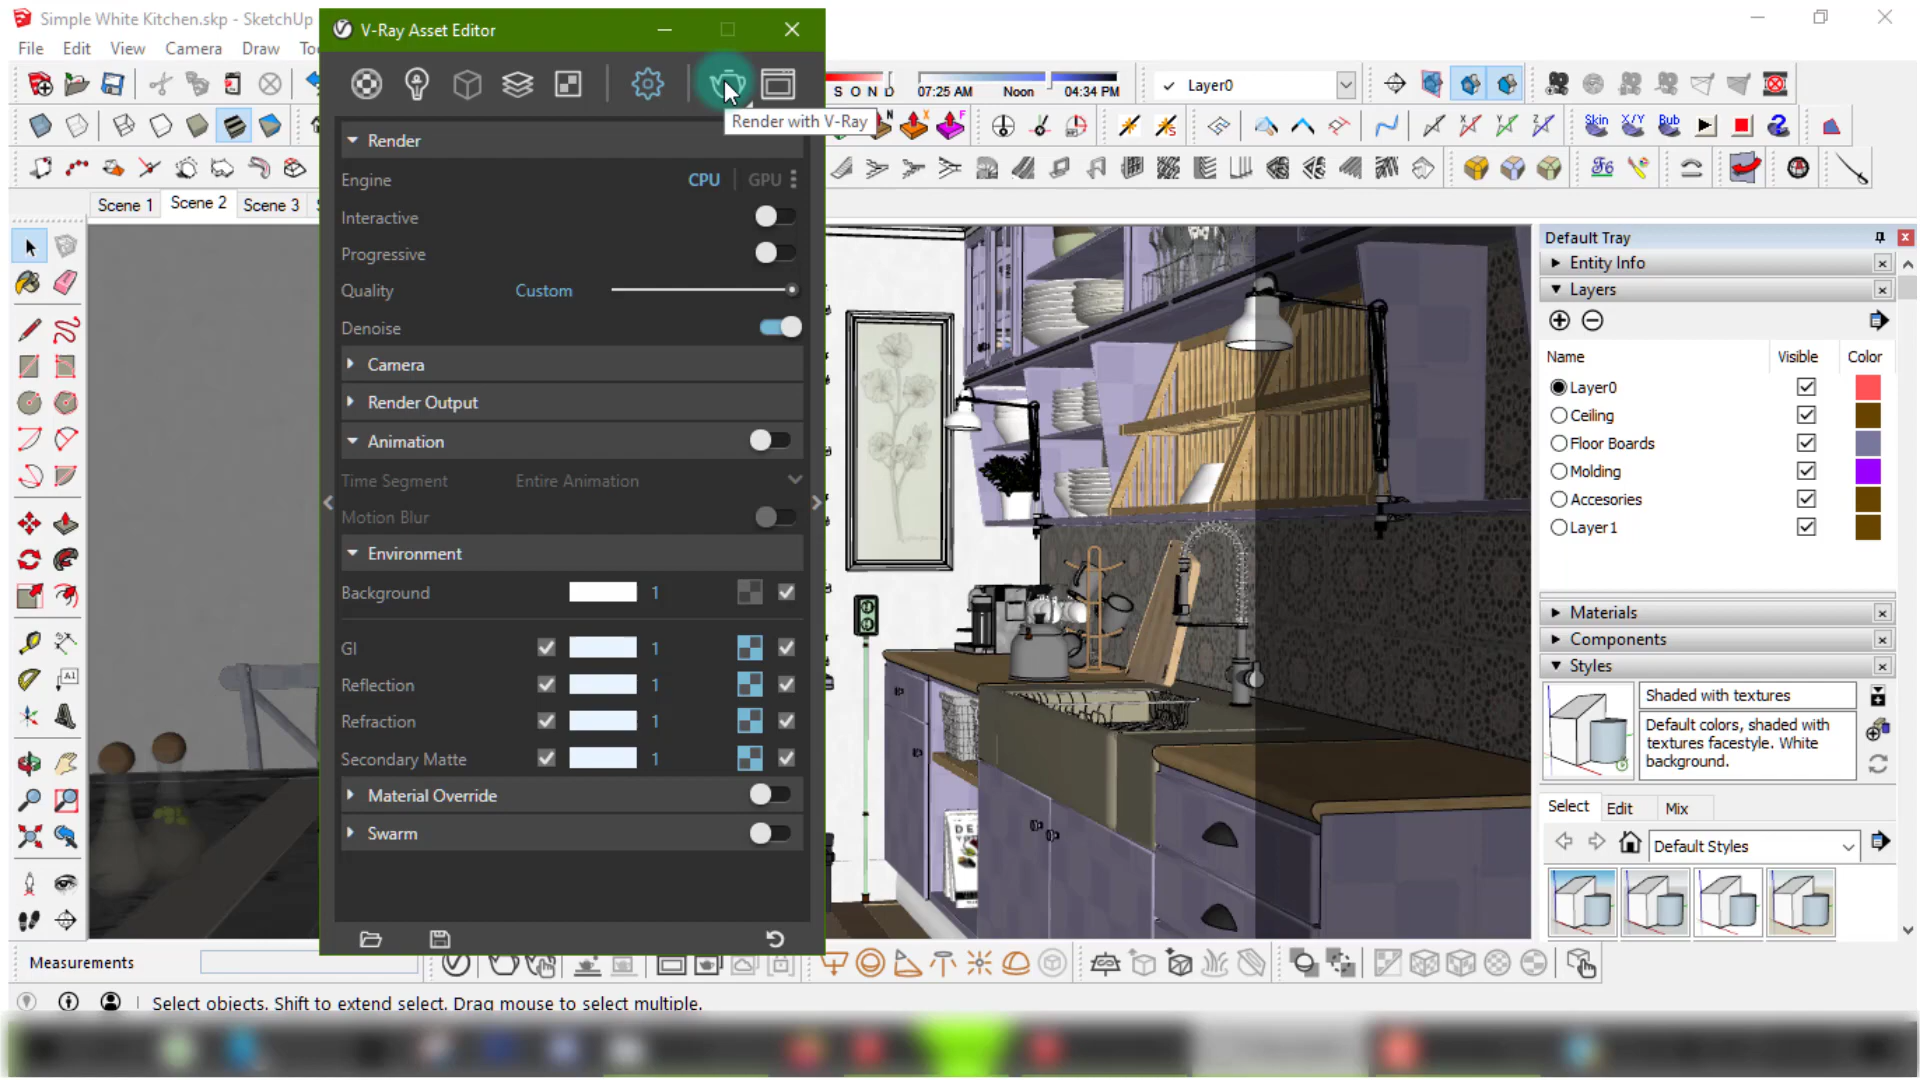 Simple White Kitchen.skp - SketchUp
V-Ray Asset Editor
File Edit View Camera Draw
S O N D 07:25 AM Noon 04:34 PM Layer0
Render with V-Ray
N X F
Skin X/Y Bub
Render
Engine CPU GPU
Scene 1 Scene 2 Scene 3
Interactive
Progressive
Quality Custom
Denoise
Camera
Render Output
Animation
Time Segment Entire Animation
Motion Blur
Environment
Background 1
GI 1
Reflection 1
Refraction 1
Secondary Matte 1
Material Override
Swarm
Default Tray
Entity Info
Layers
Name Visible Color
Layer0
Ceiling
Floor Boards
Molding
Accesories
Layer1
Materials
Components
Styles
Shaded with textures
Default colors, shaded with
textures facestyle. White
background.
Select Edit Mix
Default Styles
Measurements
Select objects. Shift to extend select. Drag mouse to select multiple.